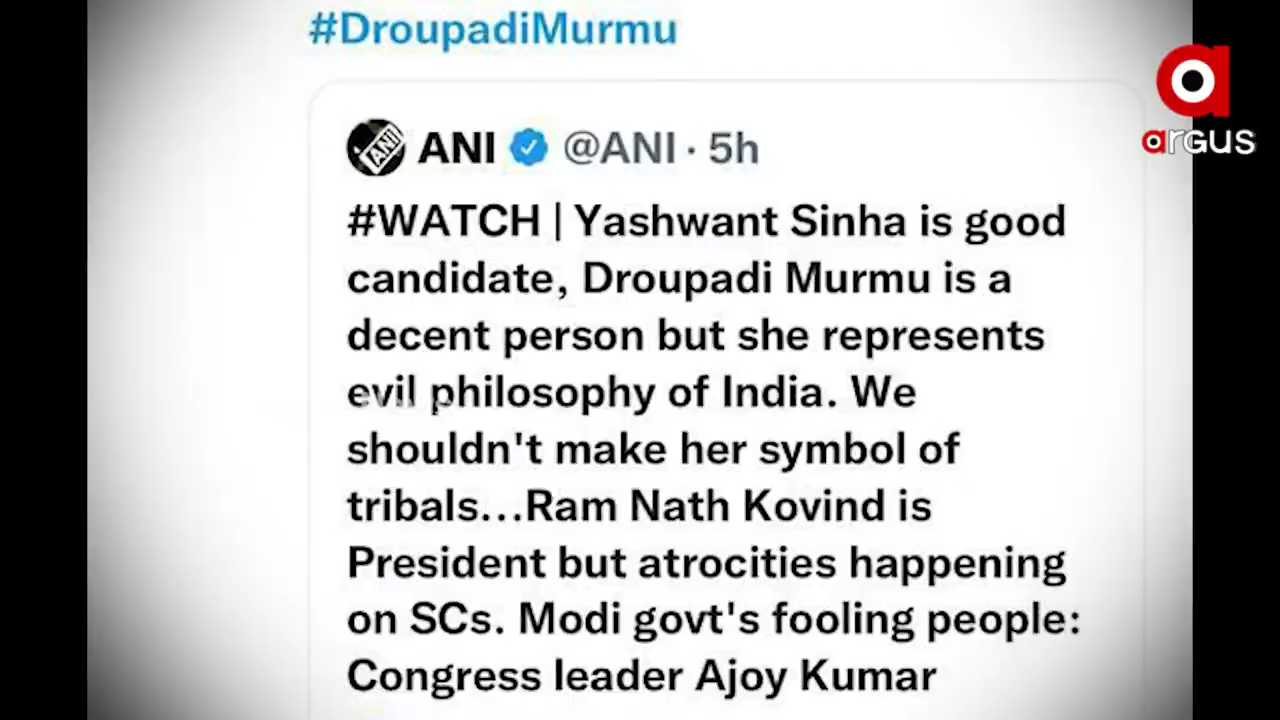 #DroupadiMurmu
argus
ANI @ANI · 5h
#WATCH | Yashwant Sinha is good
candidate, Droupadi Murmu is a
decent person but she represents
evil philosophy of India. We
shouldn't make her symbol of
tribals...Ram Nath Kovind is
President but atrocities happening
on SCs. Modi govt's fooling people:
Congress leader Ajoy Kumar